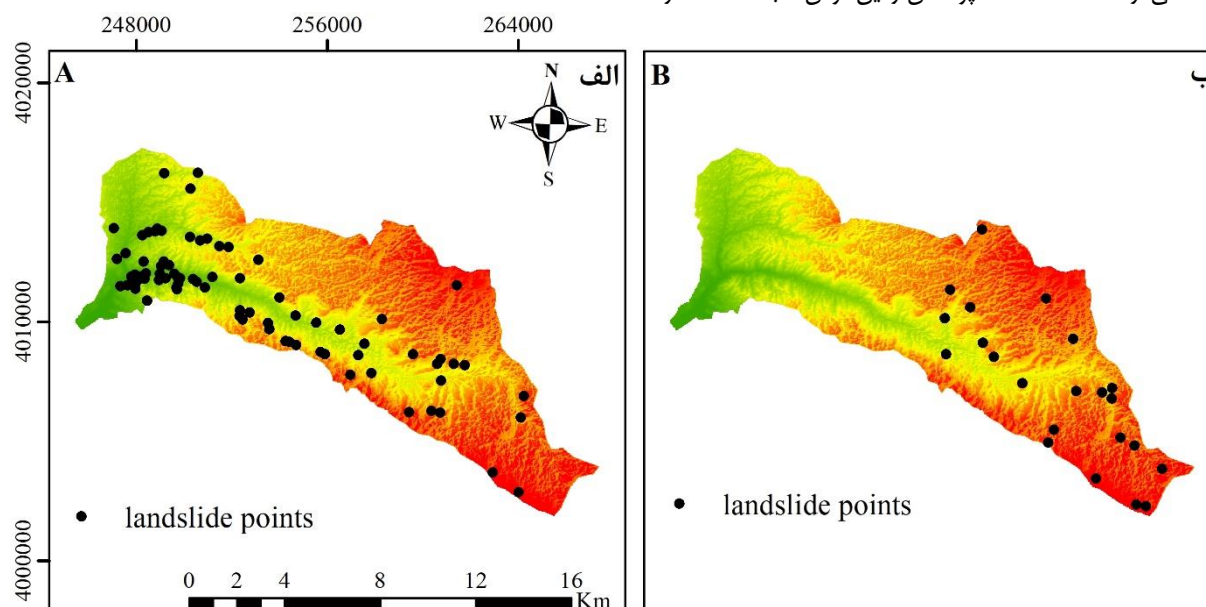 248000 256000 264000
4020000
4010000
4000000
A
الف
N
W E
S
landslide points
0 2 4 8 12 16
Km
B
ب
landslide points